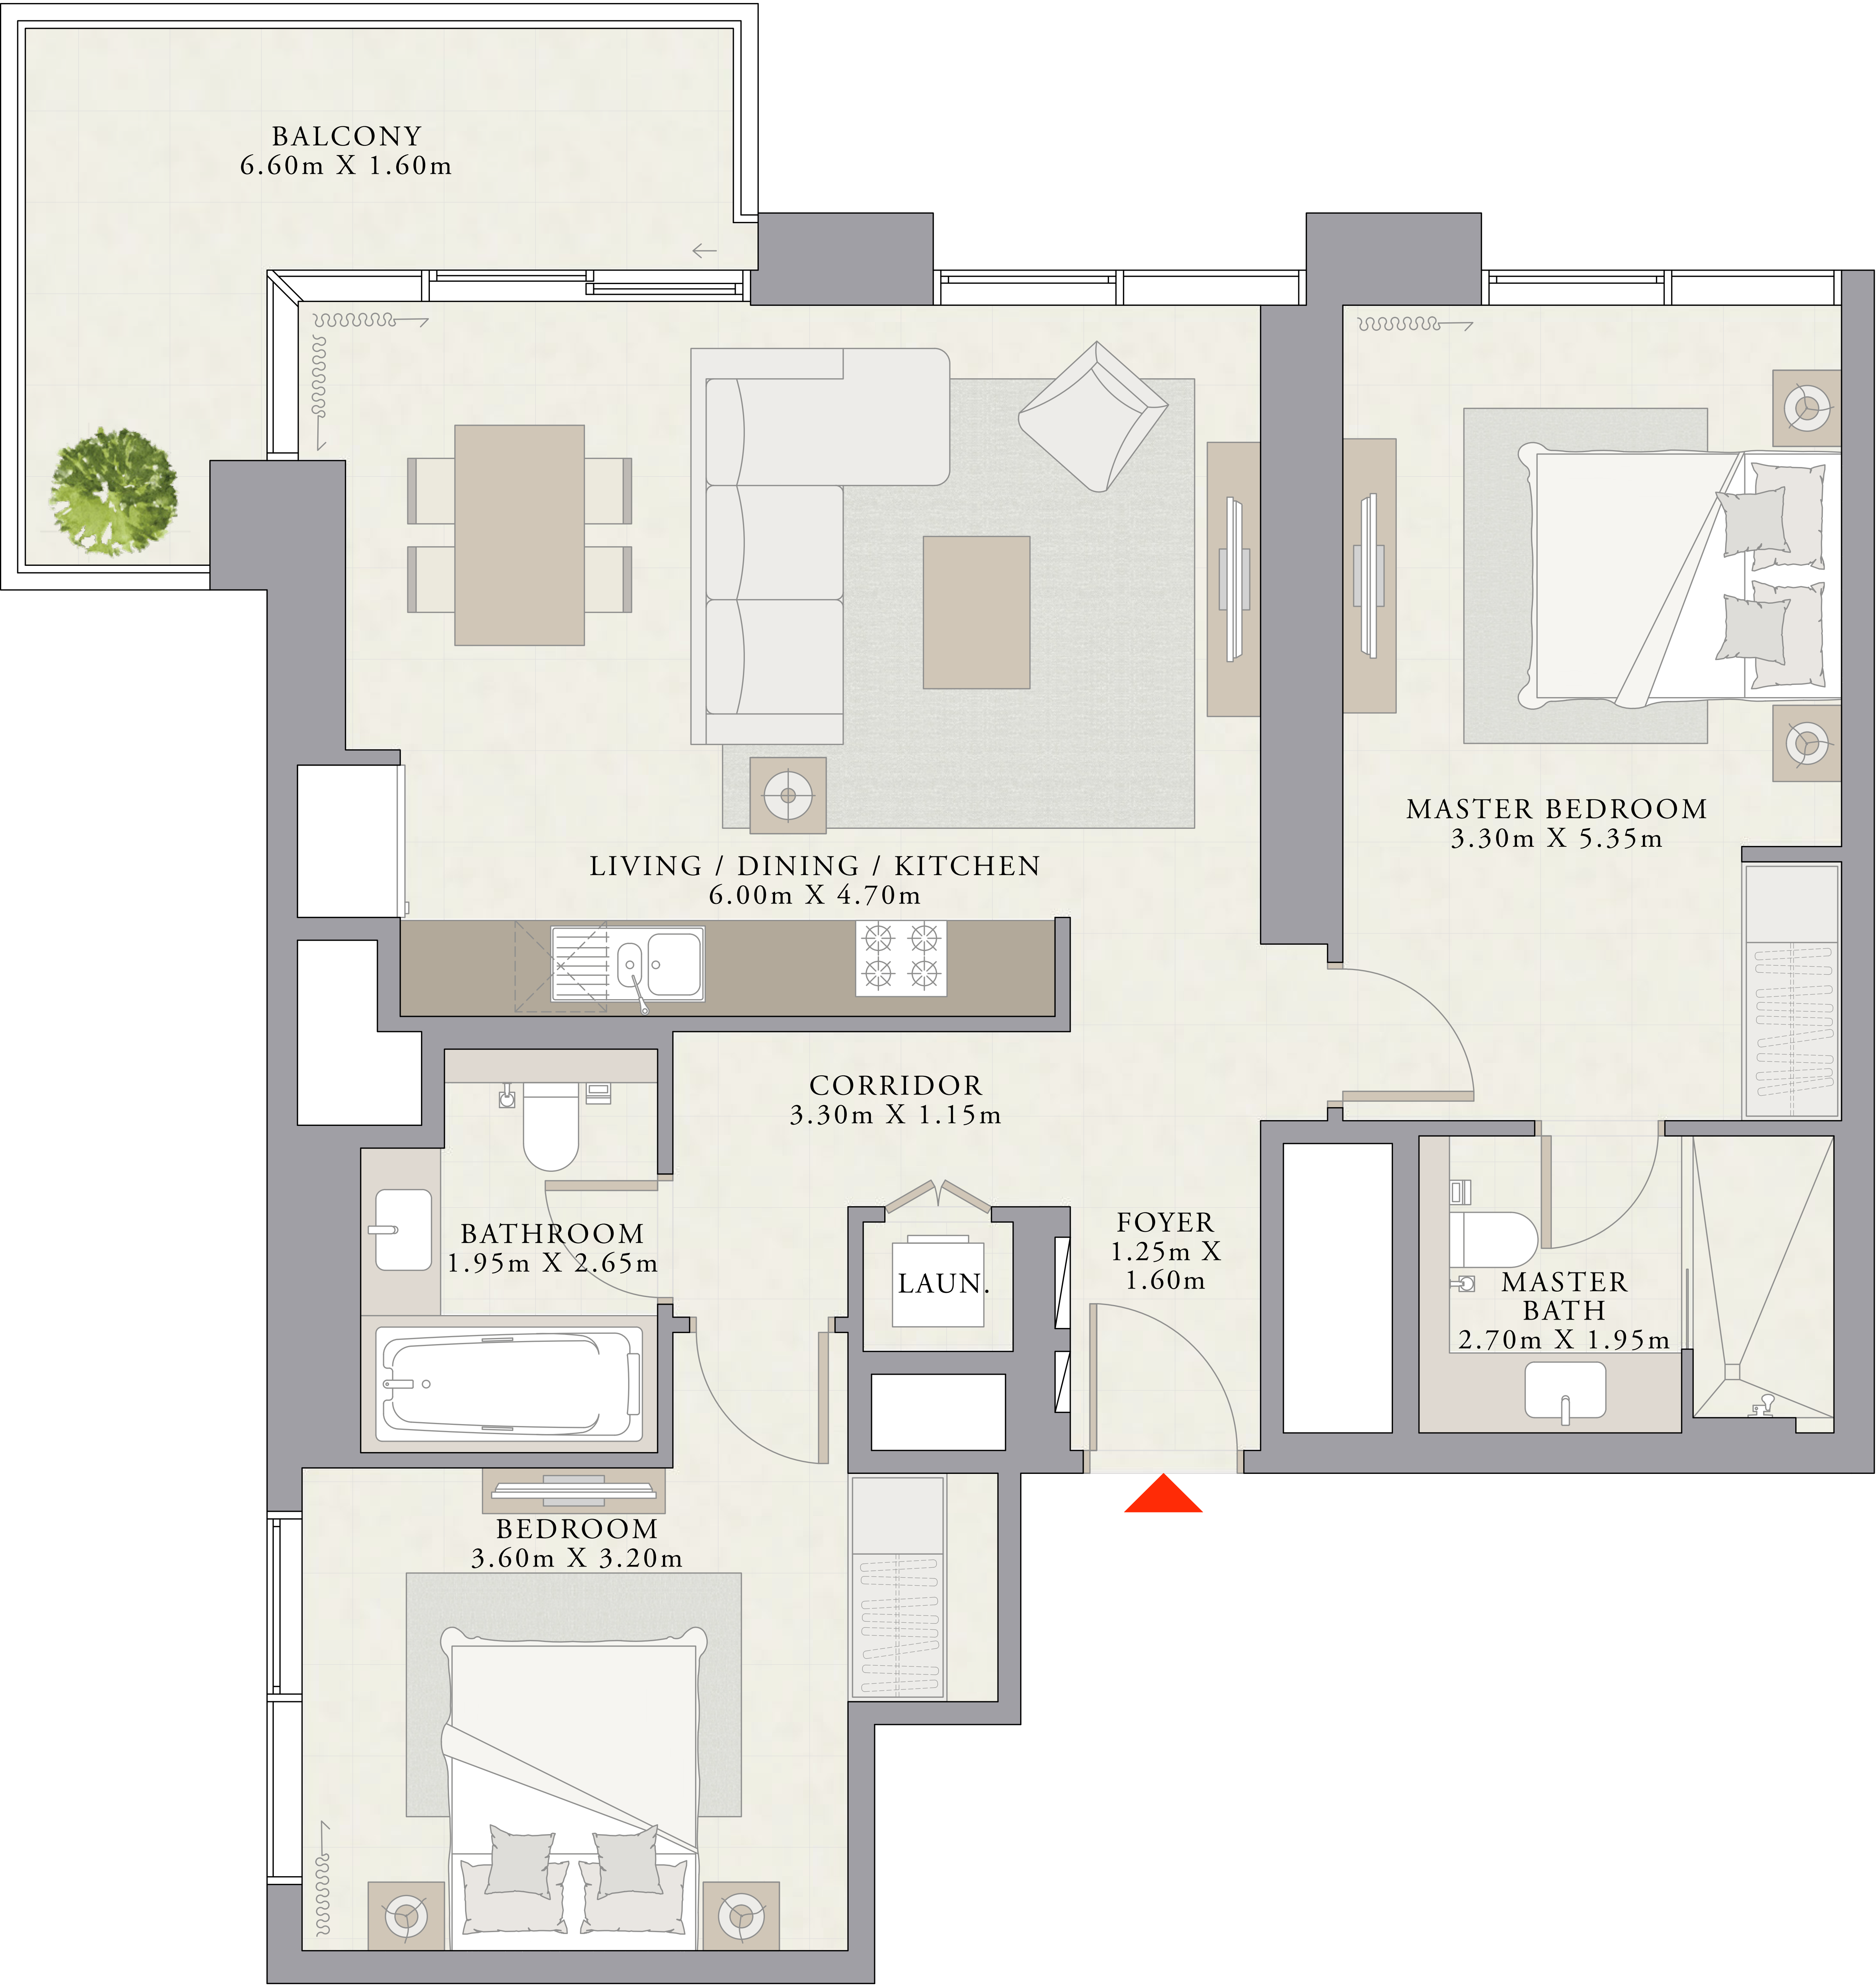 BALCONY
6.60m X 1.60m
MASTER BEDROOM
3.30m X 5.35m
LIVING / DINING / KITCHEN
6.00m X 4.70m
CORRIDOR
3.30m X 1.15m
FOYER
1.25m X
1.60m
BATHROOM
1.95m X 2.65m
LAUN.
MASTER
BATH
2.70m X 1.95m
BEDROOM
3.60m X 3.20m